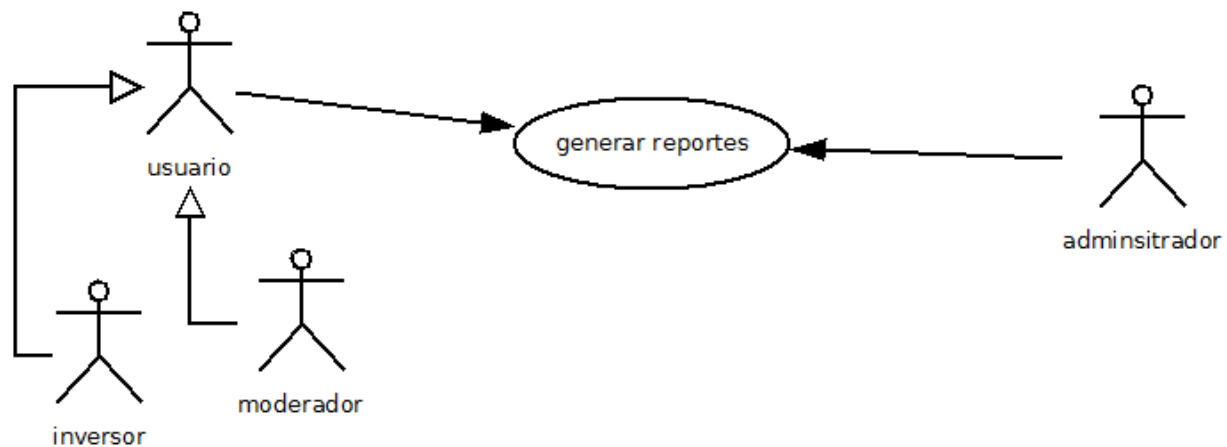 usuario
generar reportes
adminsitrador
moderador
inversor